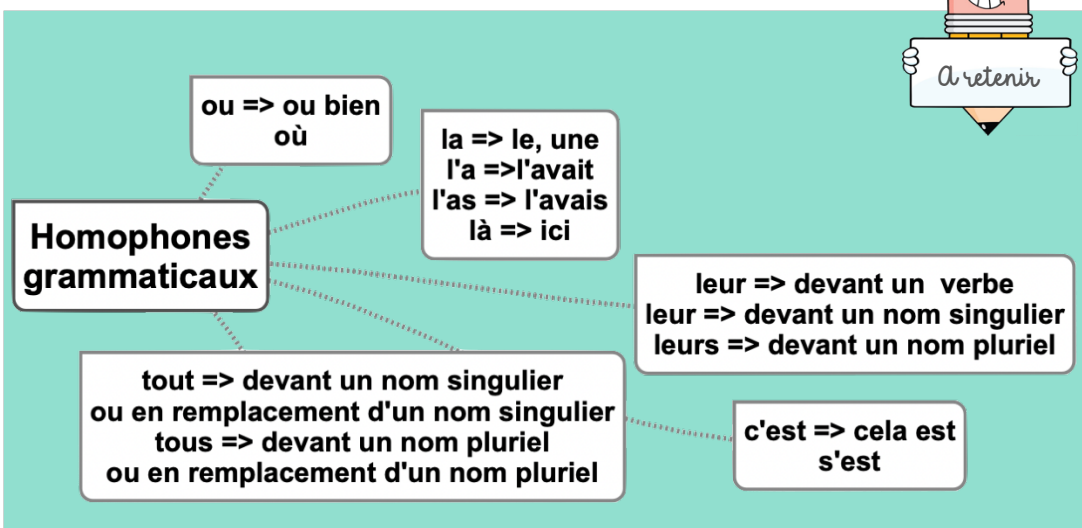 A retenir
ou => ou bien
où
la => le, une
l'a =>l'avait
l'as => l'avais
là => ici
Homophones
grammaticaux
leur => devant un verbe
leur => devant un nom singulier
leurs => devant un nom pluriel
tout => devant un nom singulier
ou en remplacement d'un nom singulier
tous => devant un nom pluriel
ou en remplacement d'un nom pluriel
c'est => cela est
s'est